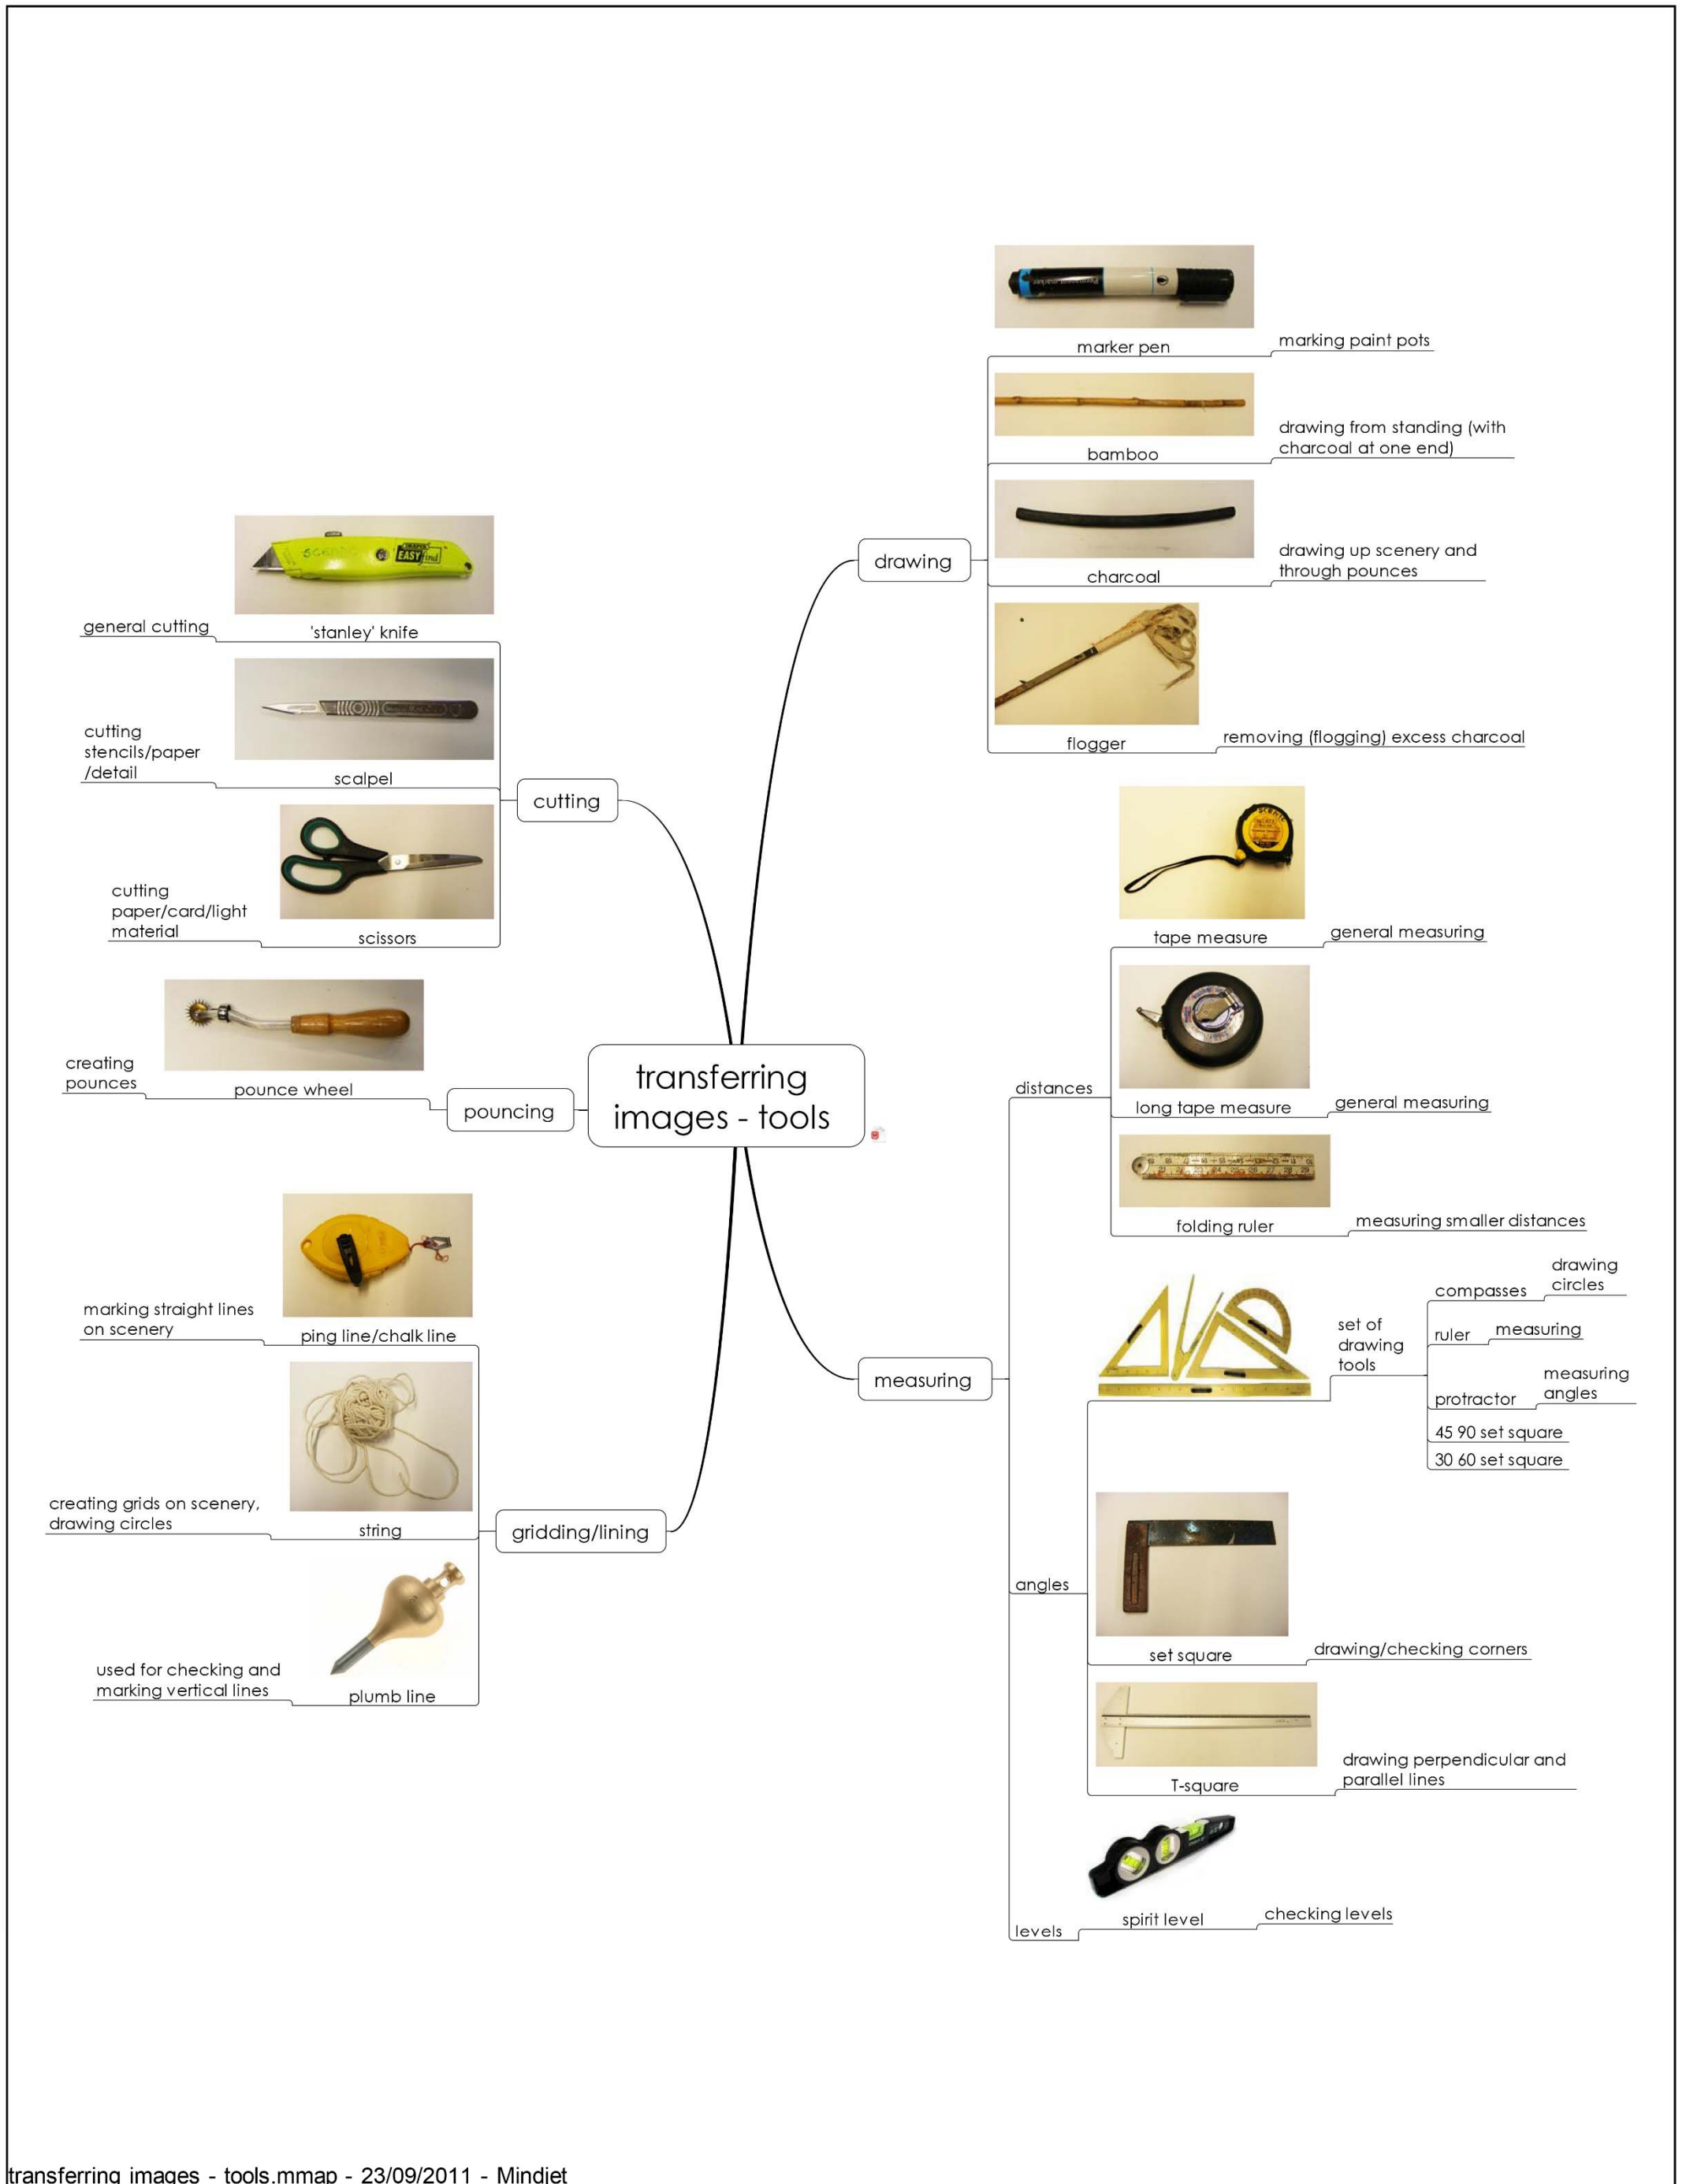 Permanent marker
marker pen
marking paint pots
bamboo
drawing from standing (with
charcoal at one end)
charcoal
drawing up scenery and
through pounces
drawing
flogger
removing (flogging) excess charcoal
SCENIC
DRAPER
EASY find
general cutting
'stanley' knife
cutting
stencils/paper
/detail
scalpel
cutting
cutting
paper/card/light
material
scissors
creating
pounces
pounce wheel
pouncing
transferring
images - tools
marking straight lines
on scenery
ping line/chalk line
creating grids on scenery,
drawing circles
string
gridding/lining
used for checking and
marking vertical lines
plumb line
SCENIC
tape measure
general measuring
distances
long tape measure
general measuring
folding ruler
measuring smaller distances
measuring
set of
drawing
tools
compasses
drawing
circles
ruler
measuring
protractor
measuring
angles
45 90 set square
30 60 set square
angles
set square
drawing/checking corners
T-square
drawing perpendicular and
parallel lines
levels
spirit level
checking levels
transferring images - tools.mmap - 23/09/2011 - Mindjet